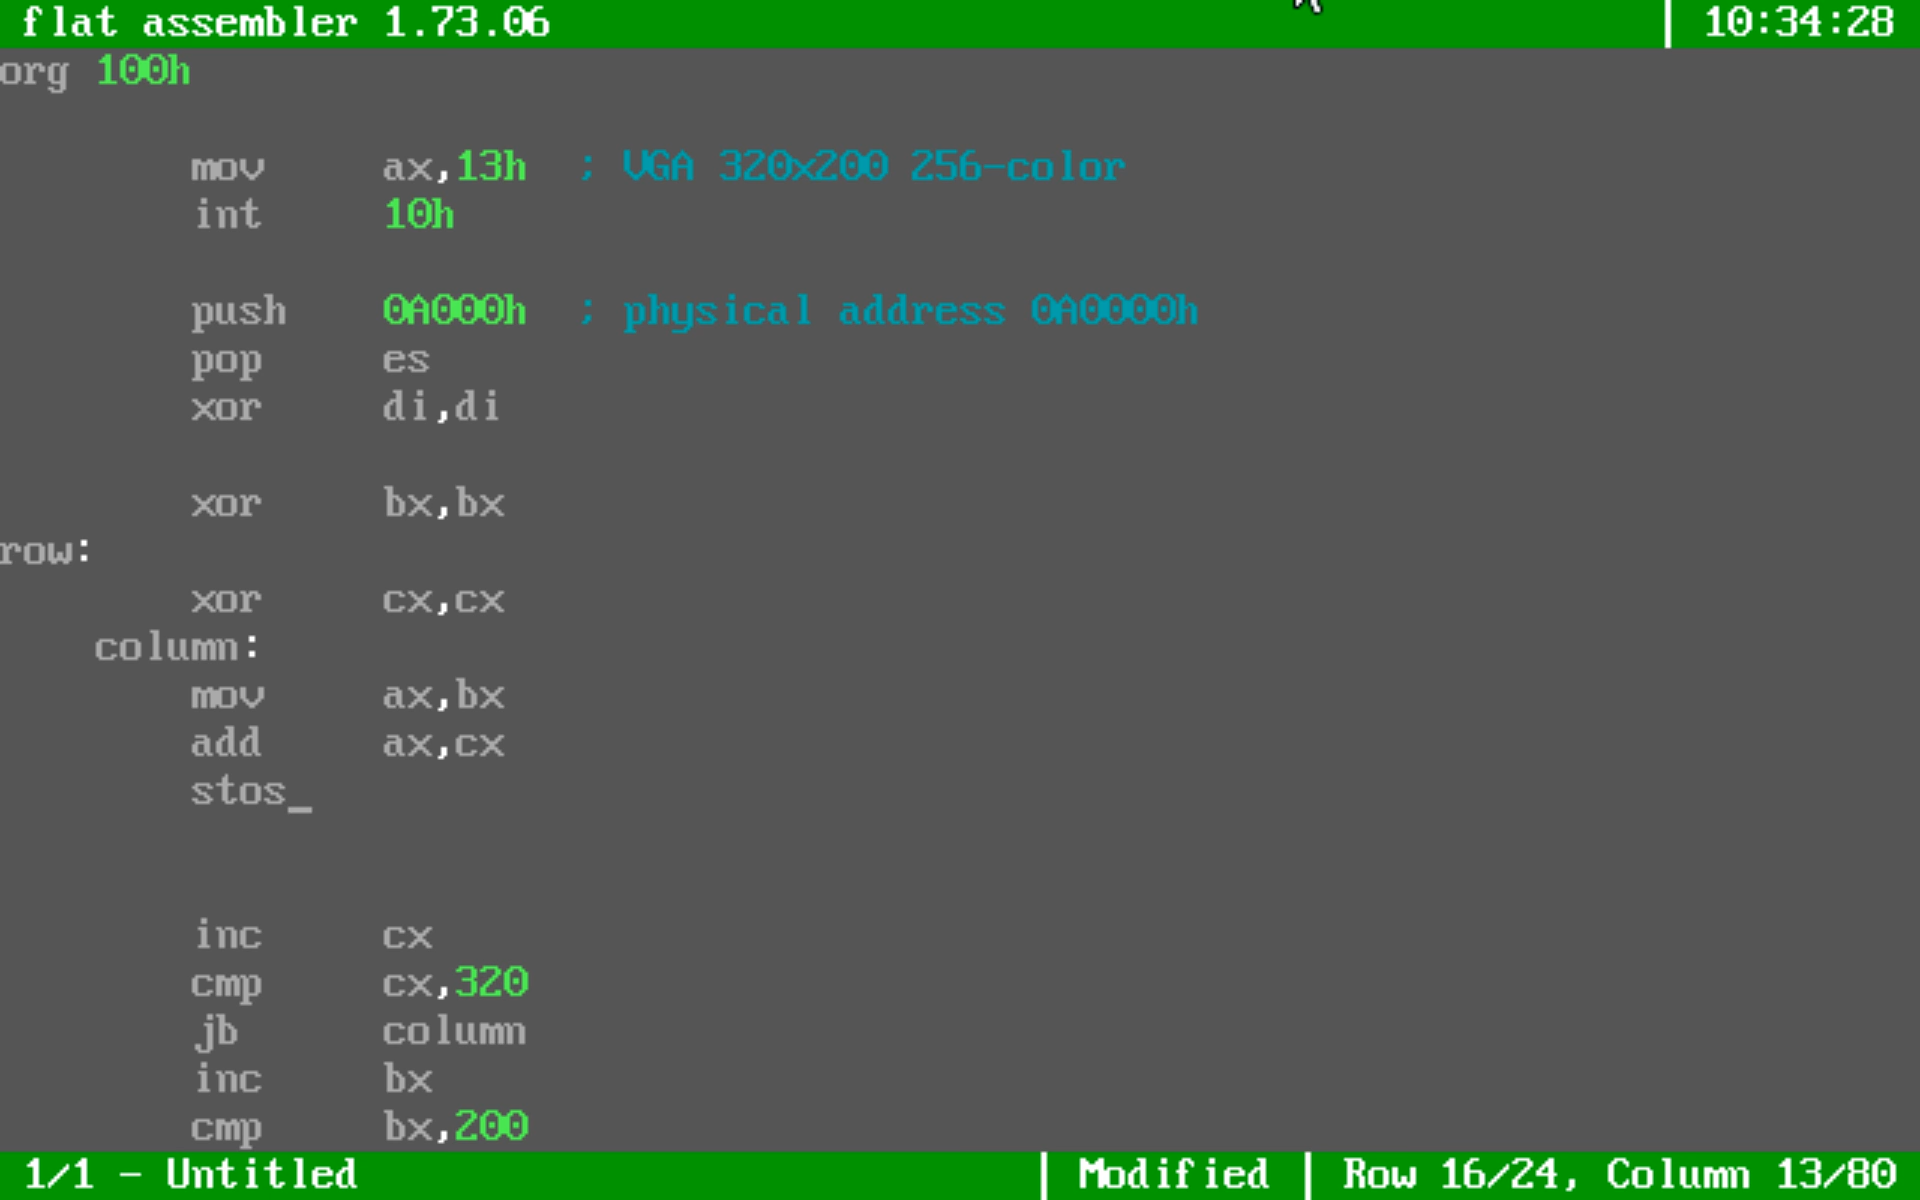 flat assembler 1.73.06 | 10:34:28
org 100h
mov ax,13h ; VGA 320x200 256-color
int 10h
push 0A000h ; physical address 0A0000h
pop es
xor di,di
xor bx,bx
row:
xor cx,cx
column:
mov ax,bx
add ax,cx
stos_
inc cx
cmp cx,320
jb column
inc bx
cmp bx,200
1/1 - Untitled | Modified | Row 16/24, Column 13/80